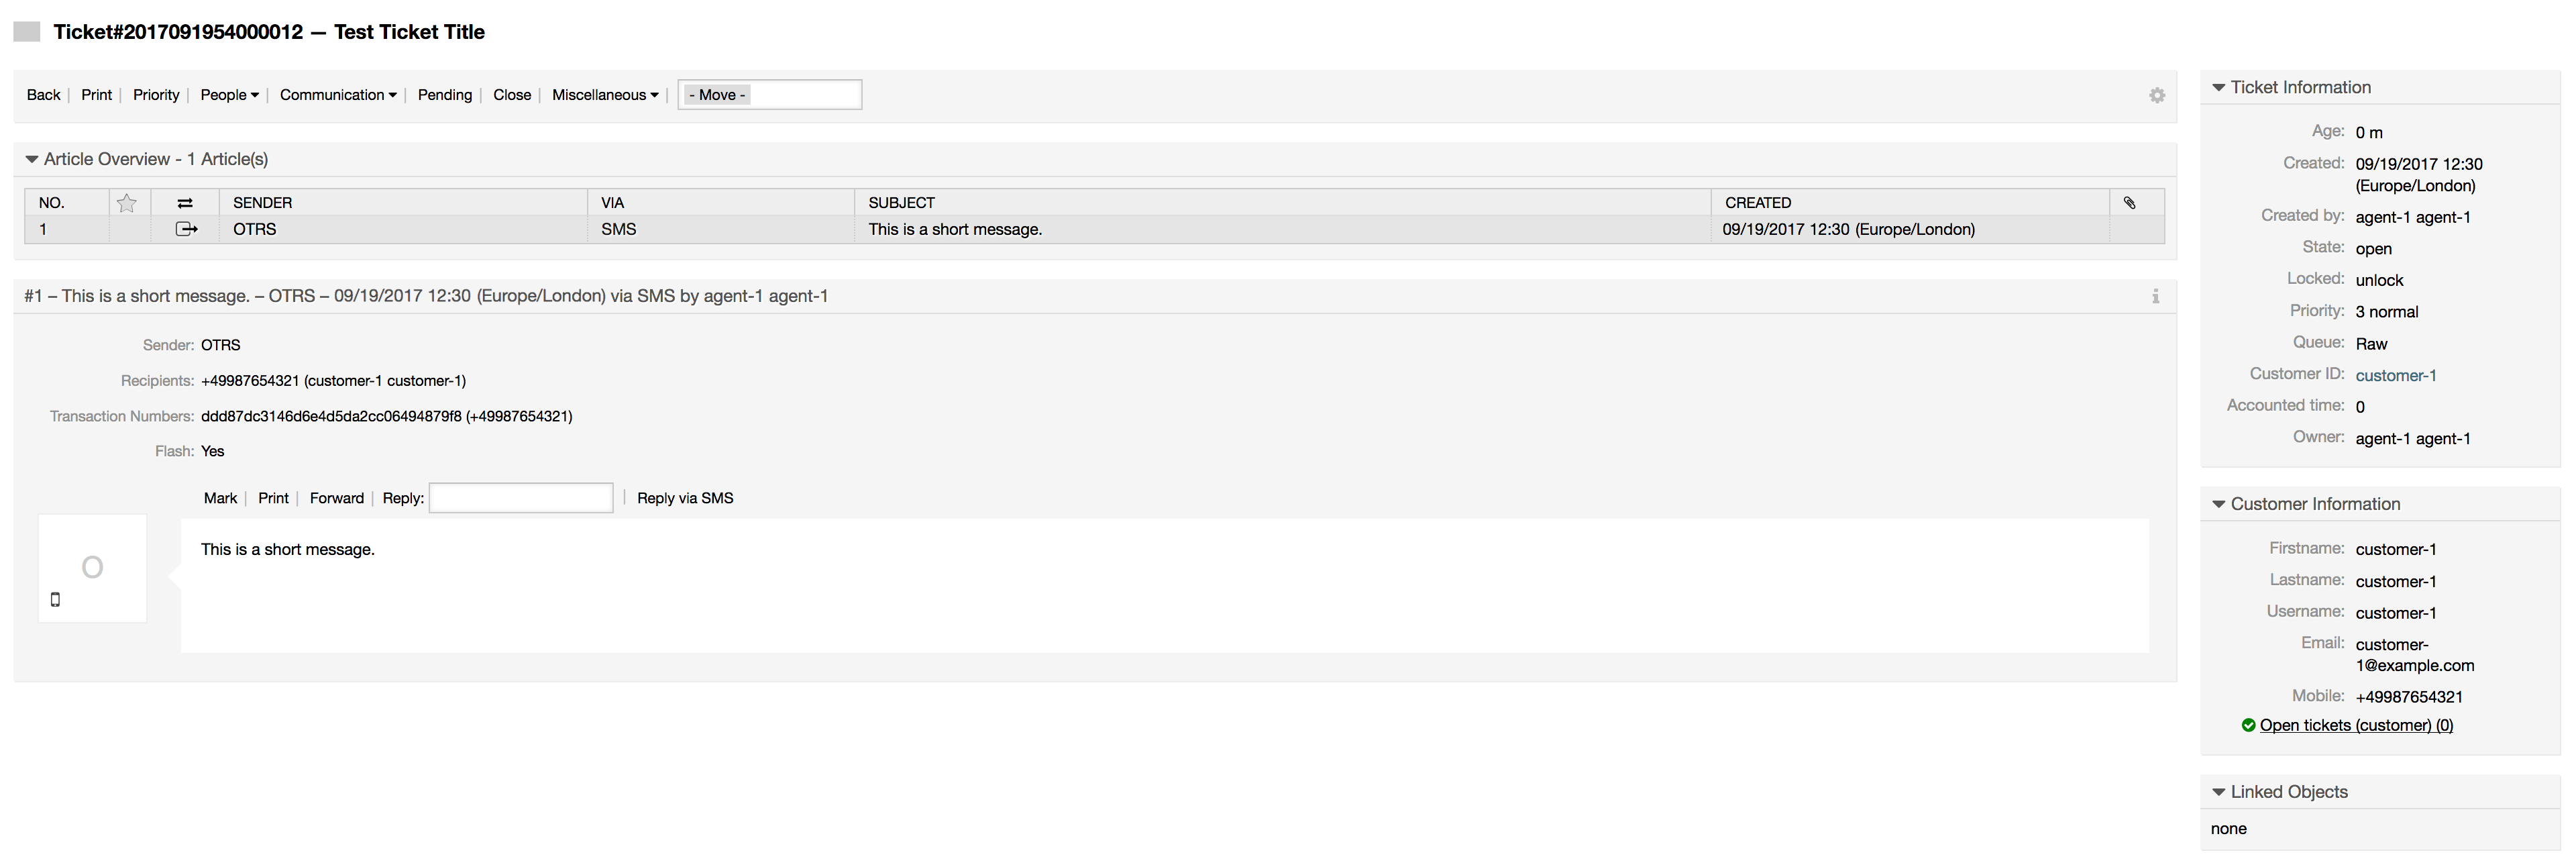 Ticket#2017091954000012 — Test Ticket Title
Back | Print | Priority | People | Communication | Pending | Close | Miscellaneous | - Move -
Article Overview - 1 Article(s)
NO. SENDER VIA SUBJECT CREATED
1 OTRS SMS This is a short message. 09/19/2017 12:30 (Europe/London)
#1 – This is a short message. – OTRS – 09/19/2017 12:30 (Europe/London) via SMS by agent-1 agent-1
Sender: OTRS
Recipients: +49987654321 (customer-1 customer-1)
Transaction Numbers: ddd87dc3146d6e4d5da2cc06494879f8 (+49987654321)
Flash: Yes
Mark | Print | Forward | Reply: | Reply via SMS
O
This is a short message.
Ticket Information
Age: 0 m
Created: 09/19/2017 12:30
(Europe/London)
Created by: agent-1 agent-1
State: open
Locked: unlock
Priority: 3 normal
Queue: Raw
Customer ID: customer-1
Accounted time: 0
Owner: agent-1 agent-1
Customer Information
Firstname: customer-1
Lastname: customer-1
Username: customer-1
Email: customer-
1@example.com
Mobile: +49987654321
Open tickets (customer) (0)
Linked Objects
none